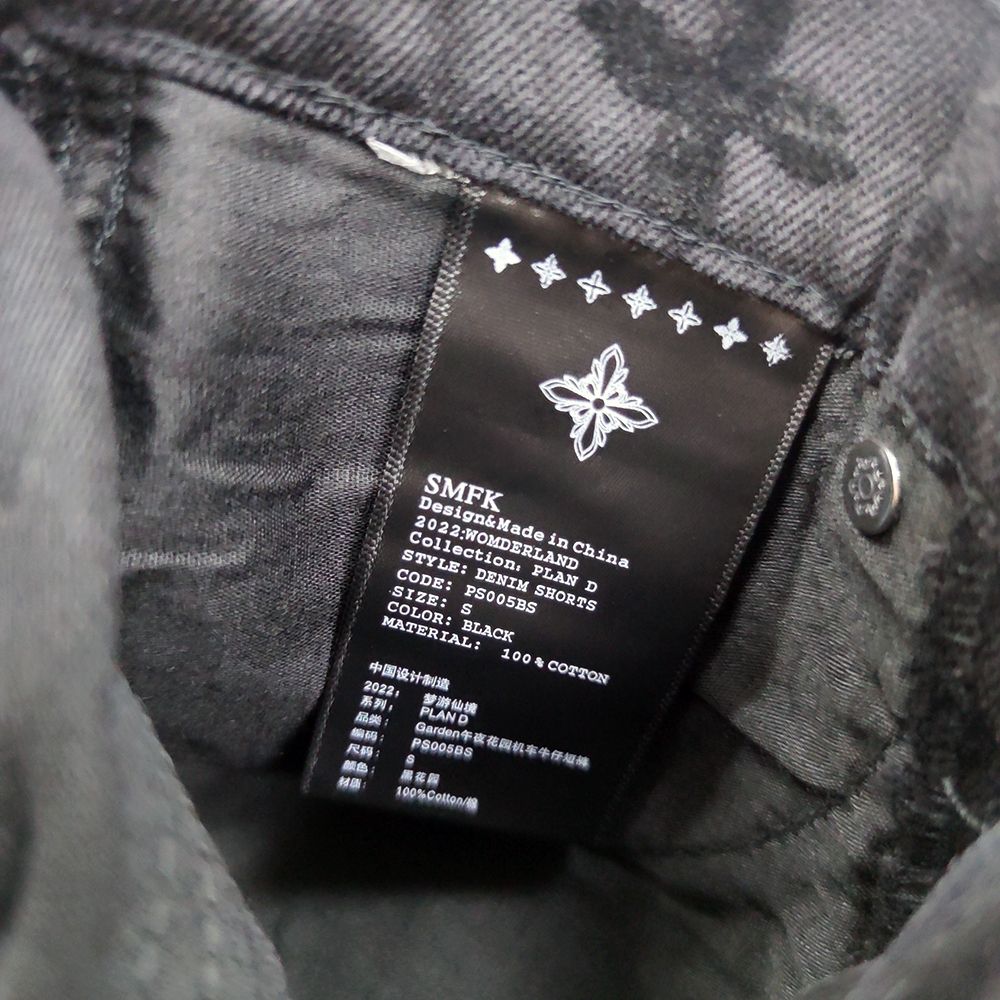 SMFK
Design&Made in China
2022:WOMDERLAND
Collection: PLAN D
STYLE: DENIM SHORTS
CODE: PS005BS
SIZE: S
COLOR: BLACK
MATERIAL: 100%COTTON
中国设计制造
2022: 梦游仙境
系列: PLAN D
品类: Garden午夜花园机车牛仔短裤
编码: PS005BS
尺码: S
颜色: 黑花园
材质: 100%Cotton/棉